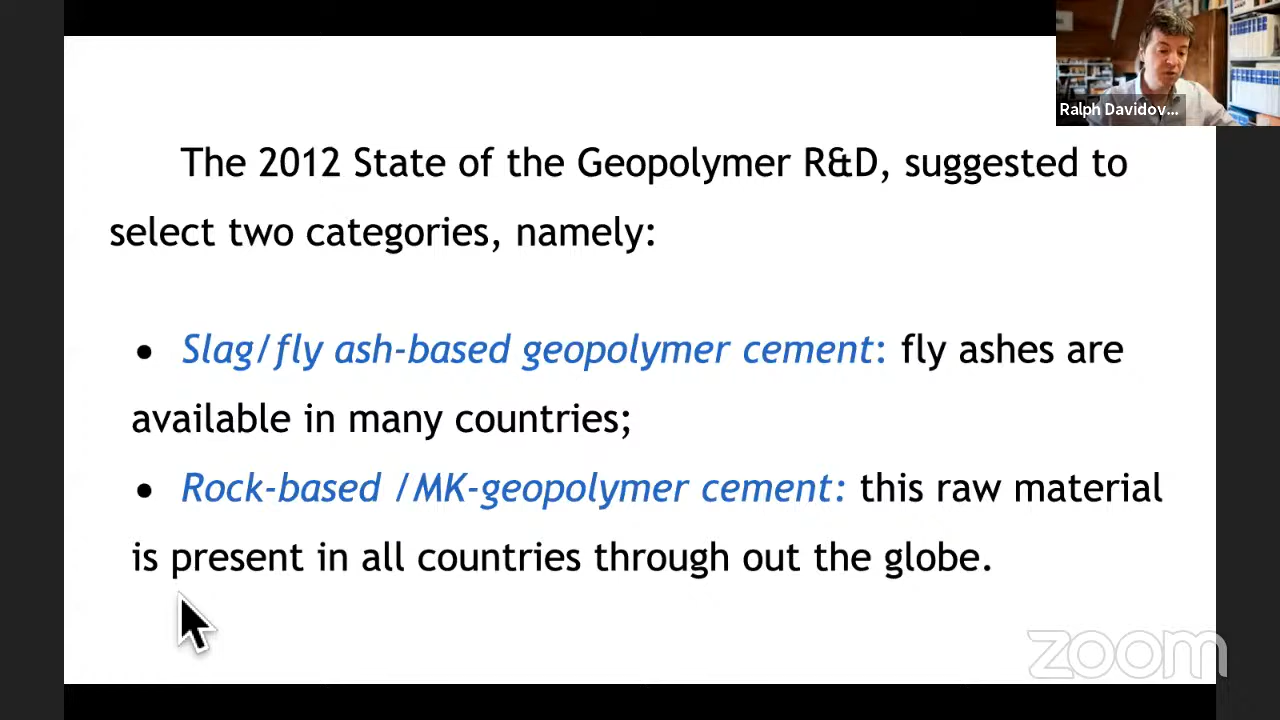 Ralph Davidov...
The 2012 State of the Geopolymer R&D, suggested to
select two categories, namely:
• Slag/fly ash-based geopolymer cement: fly ashes are
available in many countries;
• Rock-based /MK-geopolymer cement: this raw material
is present in all countries through out the globe.
zoom